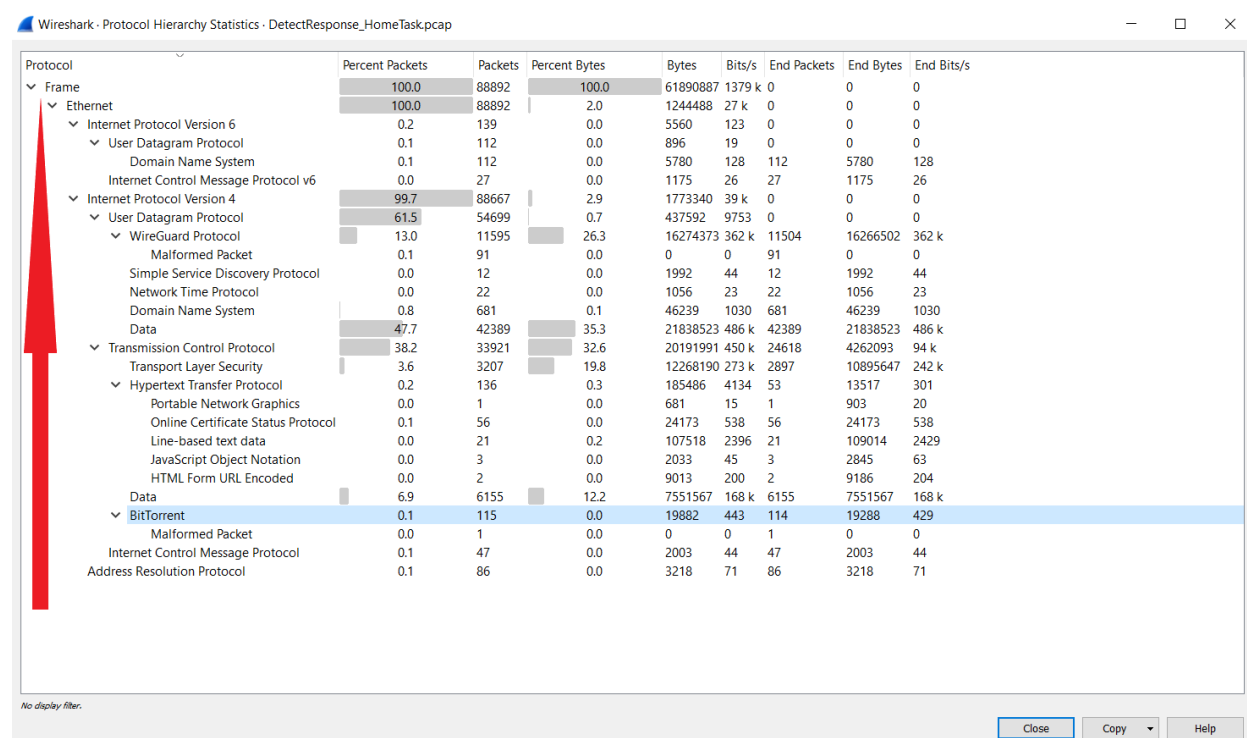 Wireshark · Protocol Hierarchy Statistics · DetectResponse_HomeTask.pcap
Protocol Percent Packets Packets Percent Bytes Bytes Bits/s End Packets End Bytes End Bits/s
Frame 100.0 88892 100.0 61890887 1379 k 0 0 0
Ethernet 100.0 88892 2.0 1244488 27 k 0 0 0
Internet Protocol Version 6 0.2 139 0.0 5560 123 0 0 0
User Datagram Protocol 0.1 112 0.0 896 19 0 0 0
Domain Name System 0.1 112 0.0 5780 128 112 5780 128
Internet Control Message Protocol v6 0.0 27 0.0 1175 26 27 1175 26
Internet Protocol Version 4 99.7 88667 2.9 1773340 39 k 0 0 0
User Datagram Protocol 61.5 54699 0.7 437592 9753 0 0 0
WireGuard Protocol 13.0 11595 26.3 16274373 362 k 11504 16266502 362 k
Malformed Packet 0.1 91 0.0 0 0 91 0 0
Simple Service Discovery Protocol 0.0 12 0.0 1992 44 12 1992 44
Network Time Protocol 0.0 22 0.0 1056 23 22 1056 23
Domain Name System 0.8 681 0.1 46239 1030 681 46239 1030
Data 47.7 42389 35.3 21838523 486 k 42389 21838523 486 k
Transmission Control Protocol 38.2 33921 32.6 20191991 450 k 24618 4262093 94 k
Transport Layer Security 3.6 3207 19.8 12268190 273 k 2897 10895647 242 k
Hypertext Transfer Protocol 0.2 136 0.3 185486 4134 53 13517 301
Portable Network Graphics 0.0 1 0.0 681 15 1 903 20
Online Certificate Status Protocol 0.1 56 0.0 24173 538 56 24173 538
Line-based text data 0.0 21 0.2 107518 2396 21 109014 2429
JavaScript Object Notation 0.0 3 0.0 2033 45 3 2845 63
HTML Form URL Encoded 0.0 2 0.0 9013 200 2 9186 204
Data 6.9 6155 12.2 7551567 168 k 6155 7551567 168 k
BitTorrent 0.1 115 0.0 19882 443 114 19288 429
Malformed Packet 0.0 1 0.0 0 0 1 0 0
Internet Control Message Protocol 0.1 47 0.0 2003 44 47 2003 44
Address Resolution Protocol 0.1 86 0.0 3218 71 86 3218 71
No display filter.
Close Copy Help